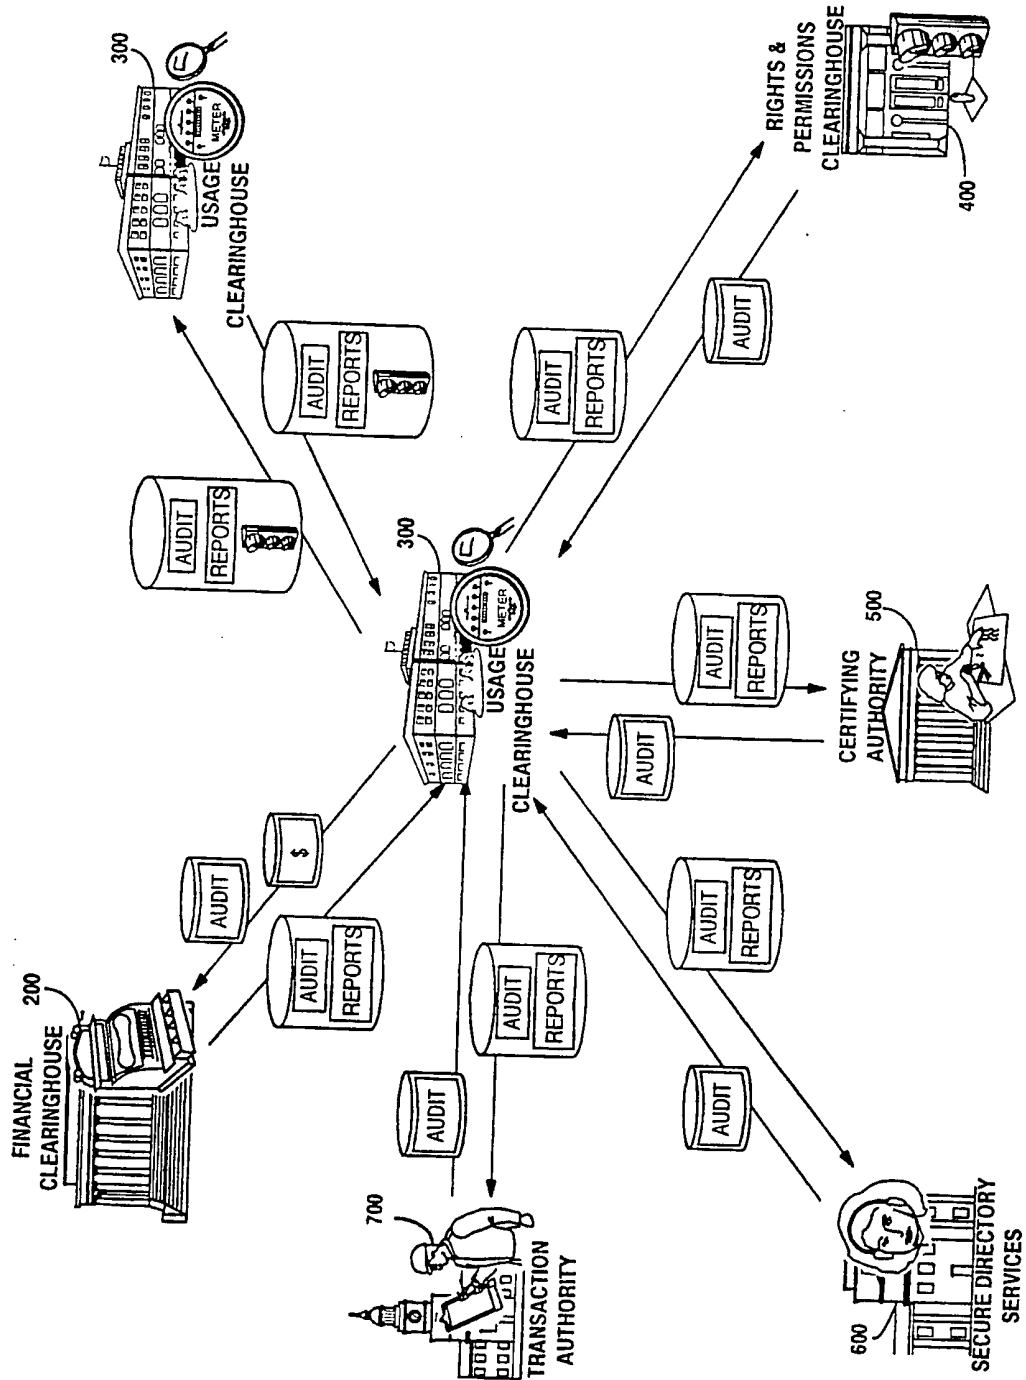 FINANCIAL
CLEARINGHOUSE
200
AUDIT
$
AUDIT
REPORTS
AUDIT
REPORTS
AUDIT
REPORTS
300
METER
USAGE
CLEARINGHOUSE
700
TRANSACTION
AUTHORITY
AUDIT
AUDIT
REPORTS
300
METER
USAGE
CLEARINGHOUSE
AUDIT
REPORTS
AUDIT
RIGHTS &
PERMISSIONS
CLEARINGHOUSE
400
600
SECURE DIRECTORY
SERVICES
AUDIT
AUDIT
REPORTS
AUDIT
AUDIT
REPORTS
CERTIFYING
AUTHORITY
500